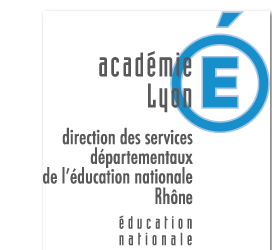 académie
Lyon
É
direction des services
départementaux
de l'éducation nationale
Rhône
éducation
nationale